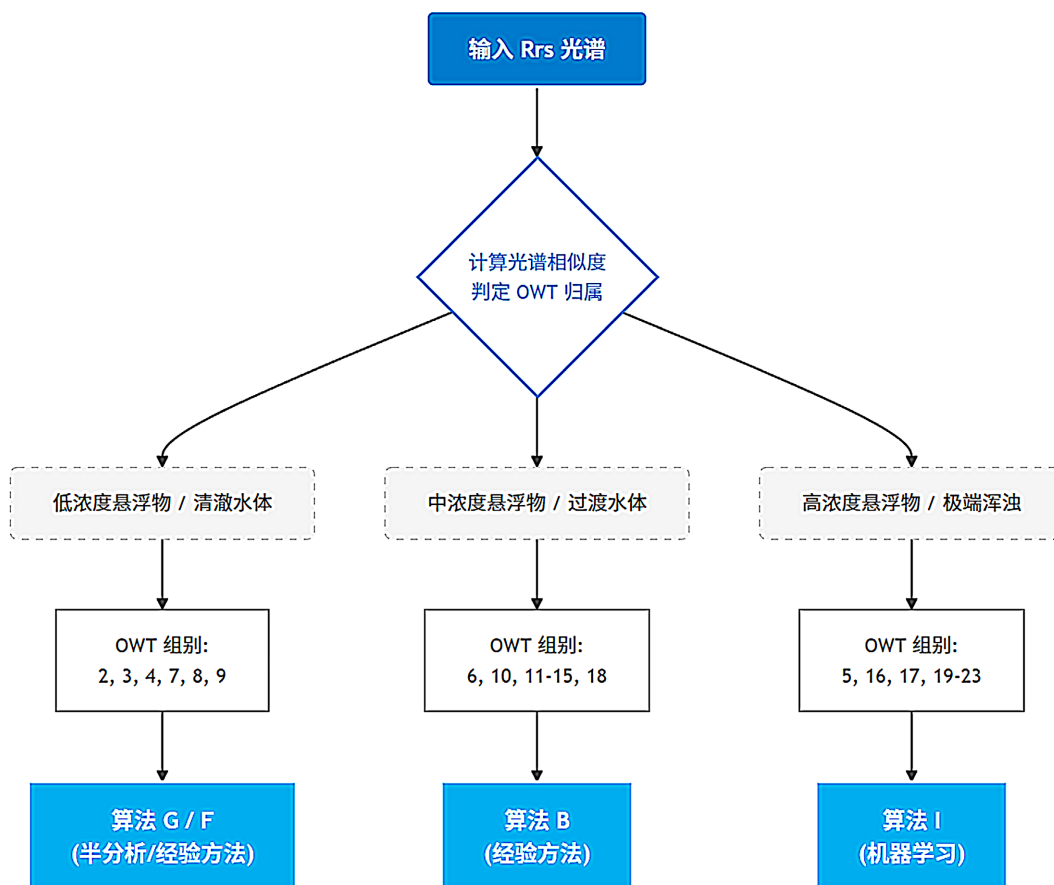 输入 Rrs 光谱
计算光谱相似度
判定 OWT 归属
低浓度悬浮物 / 清澈水体
中浓度悬浮物 / 过渡水体
高浓度悬浮物 / 极端浑浊
OWT 组别:
2, 3, 4, 7, 8, 9
OWT 组别:
6, 10, 11-15, 18
OWT 组别:
5, 16, 17, 19-23
算法 G / F
(半分析/经验方法)
算法 B
(经验方法)
算法 I
(机器学习)